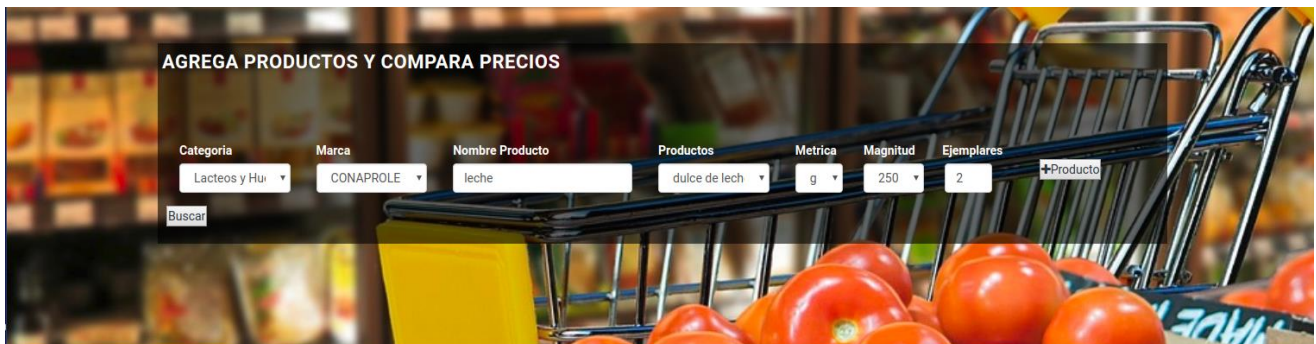 AGREGA PRODUCTOS Y COMPARA PRECIOS
Categoria Marca Nombre Producto Productos Metrica Magnitud Ejemplares
Lacteos y Hu CONAPROLE leche dulce de lech g 250 2 +Producto
Buscar